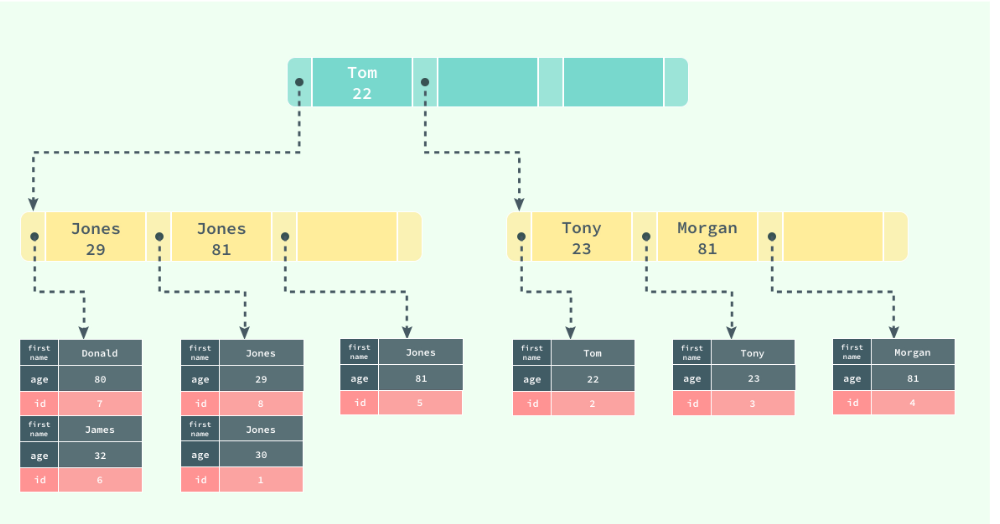 Tom
22
Jones
29
Jones
81
Tony
23
Morgan
81
first
name
Donald
age
80
id
7
first
name
James
age
32
id
6
first
name
Jones
age
29
id
8
first
name
Jones
age
30
id
1
first
name
Jones
age
81
id
5
first
name
Tom
age
22
id
2
first
name
Tony
age
23
id
3
first
name
Morgan
age
81
id
4